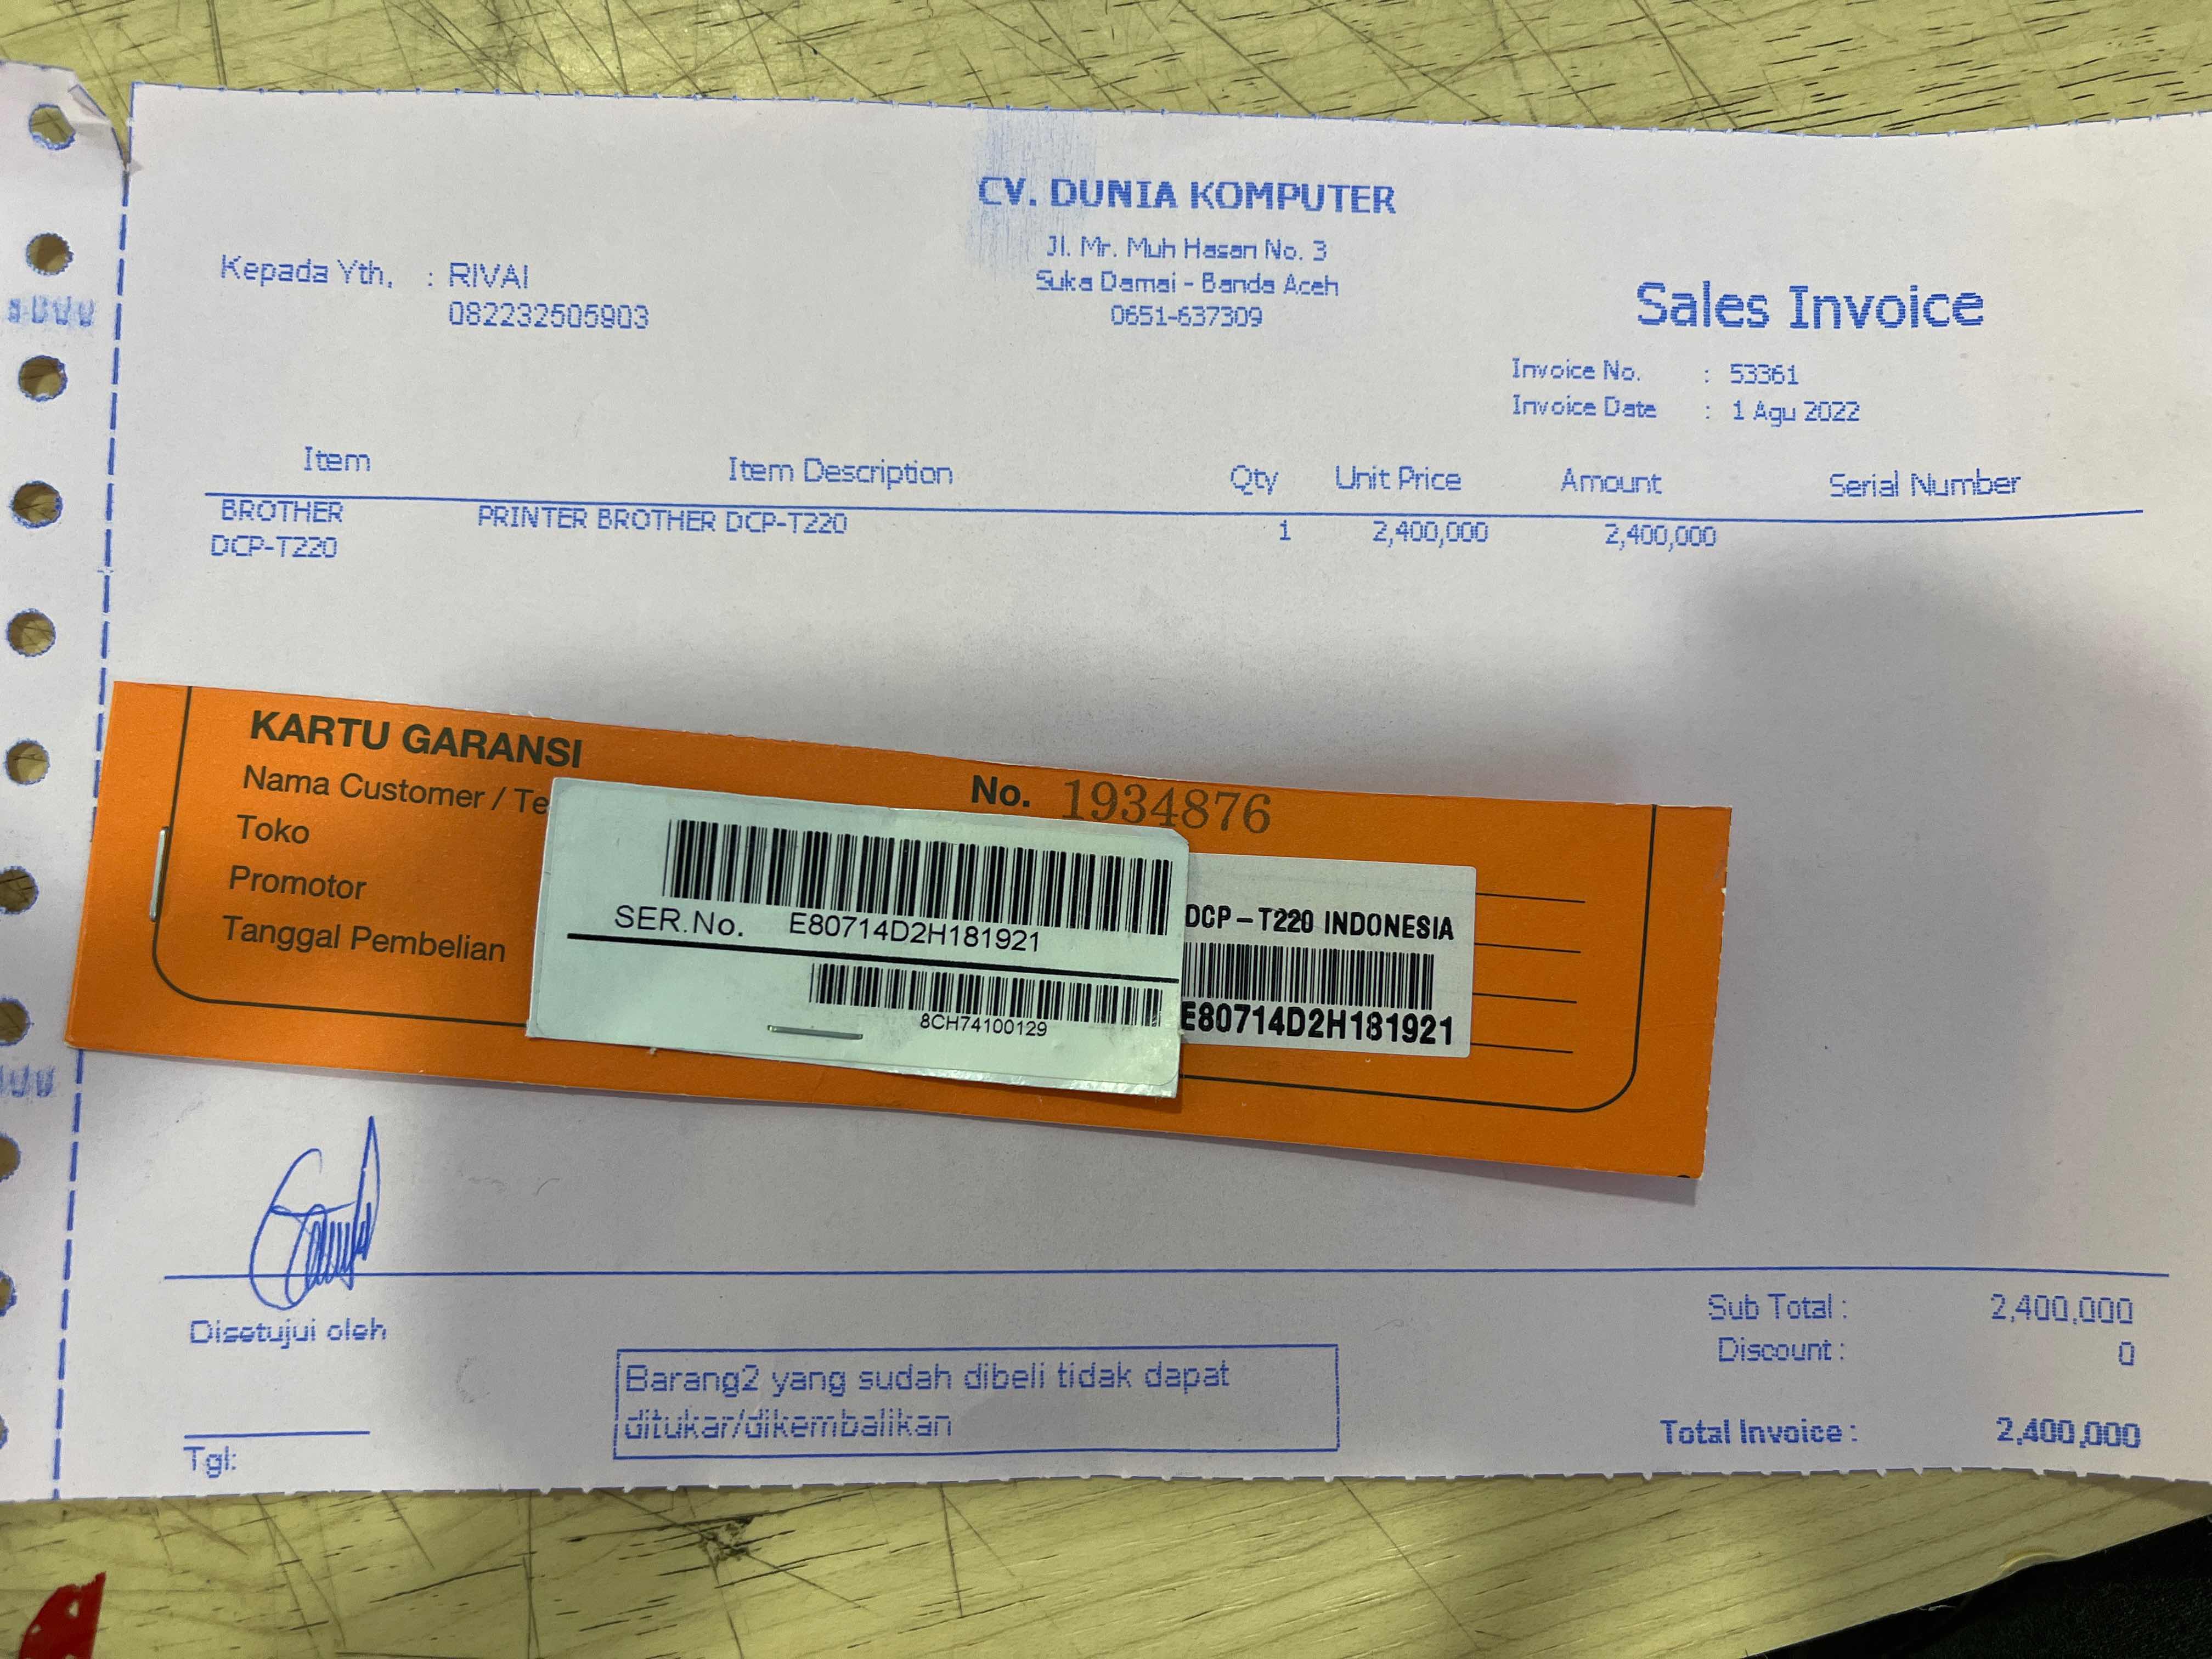 CV. DUNIA KOMPUTER
Jl. Mr. Muh Hasan No. 3
Suka Damai - Banda Aceh
0651-637309
Kepada Yth, : RIVAI
082232505903
Sales Invoice
Invoice No. : 53361
Invoice Date : 1 Agu 2022
Item Item Description Qty Unit Price Amount Serial Number
BROTHER PRINTER BROTHER DCP-T220 1 2,400,000 2,400,000
DCP-T220
KARTU GARANSI
No. 1934876
Nama Customer / Te
Toko
Promotor
Tanggal Pembelian
SER.No. E80714D2H181921
8CH74100129
DCP-T220 INDONESIA
E80714D2H181921
Disetujui oleh
Tgl:
Barang2 yang sudah dibeli tidak dapat
ditukar/dikembalikan
Sub Total : 2,400,000
Discount : 0
Total Invoice : 2,400,000